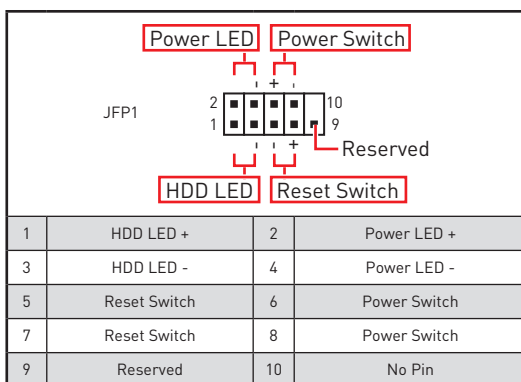 Power LED Power Switch
- + -
JFP1
2 10
1 9
- - +
Reserved
HDD LED Reset Switch
1 HDD LED + 2 Power LED +
3 HDD LED - 4 Power LED -
5 Reset Switch 6 Power Switch
7 Reset Switch 8 Power Switch
9 Reserved 10 No Pin